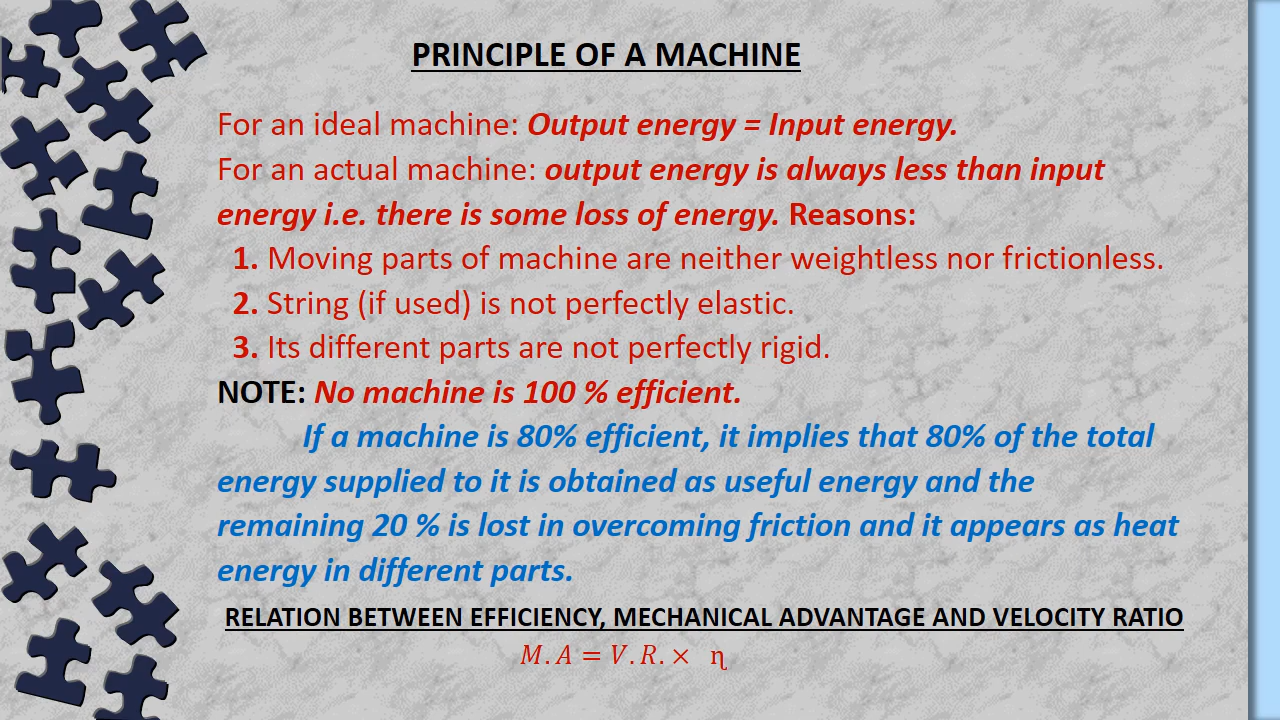 PRINCIPLE OF A MACHINE
For an ideal machine: Output energy = Input energy.
For an actual machine: output energy is always less than input
energy i.e. there is some loss of energy. Reasons:
1. Moving parts of machine are neither weightless nor frictionless.
2. String (if used) is not perfectly elastic.
3. Its different parts are not perfectly rigid.
NOTE: No machine is 100 % efficient.
If a machine is 80% efficient, it implies that 80% of the total
energy supplied to it is obtained as useful energy and the
remaining 20 % is lost in overcoming friction and it appears as heat
energy in different parts.
RELATION BETWEEN EFFICIENCY, MECHANICAL ADVANTAGE AND VELOCITY RATIO
M.A = V.R.× η